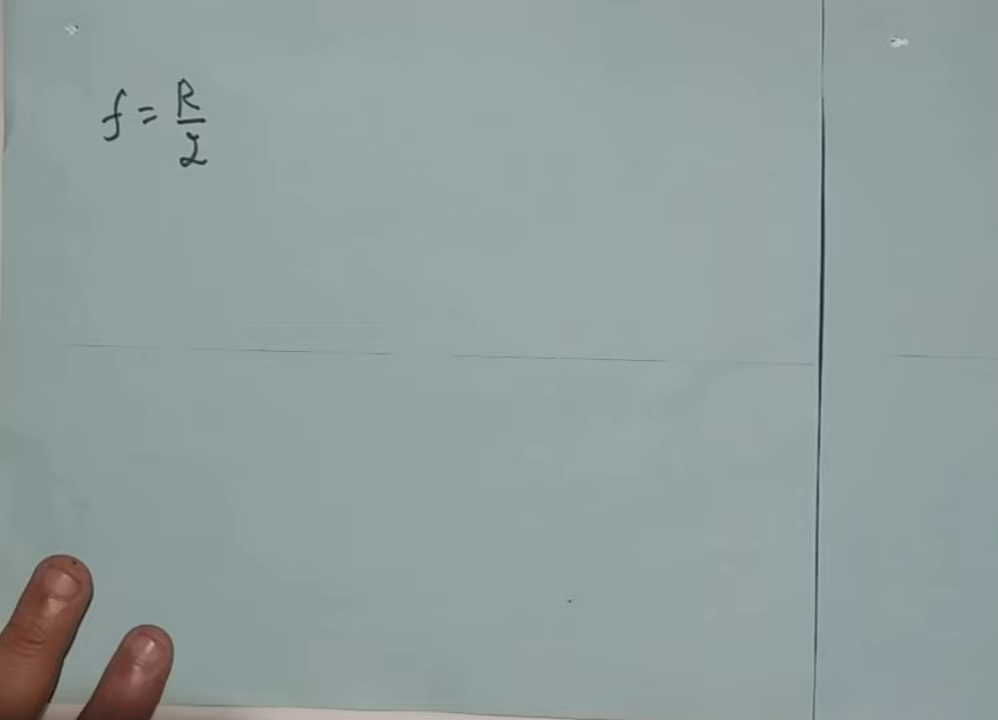 f = R/2